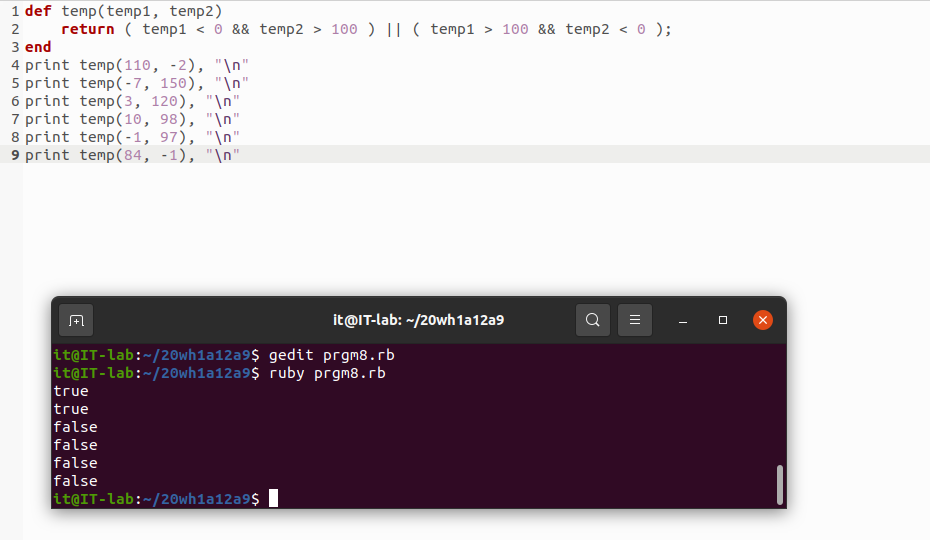 1 def temp(temp1, temp2)
2     return ( temp1 < 0 && temp2 > 100 ) || ( temp1 > 100 && temp2 < 0 );
3 end
4 print temp(110, -2), "\n"
5 print temp(-7, 150), "\n"
6 print temp(3, 120), "\n"
7 print temp(10, 98), "\n"
8 print temp(-1, 97), "\n"
9 print temp(84, -1), "\n"
it@IT-lab: ~/20wh1a12a9
it@IT-lab:~/20wh1a12a9$ gedit prgm8.rb
it@IT-lab:~/20wh1a12a9$ ruby prgm8.rb
true
true
false
false
false
false
it@IT-lab:~/20wh1a12a9$